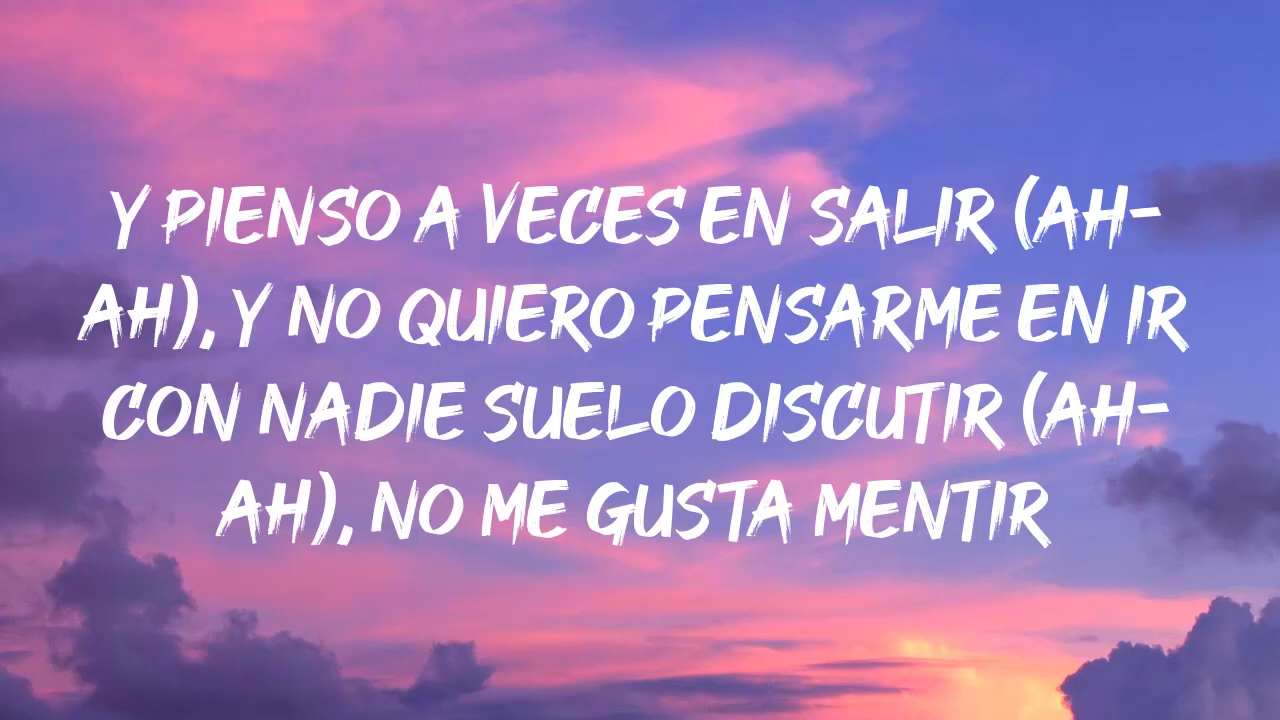 Y PIENSO A VECES EN SALIR (AH-
AH), Y NO QUIERO PENSARME EN IR
CON NADIE SUELO DISCUTIR (AH-
AH), NO ME GUSTA MENTIR